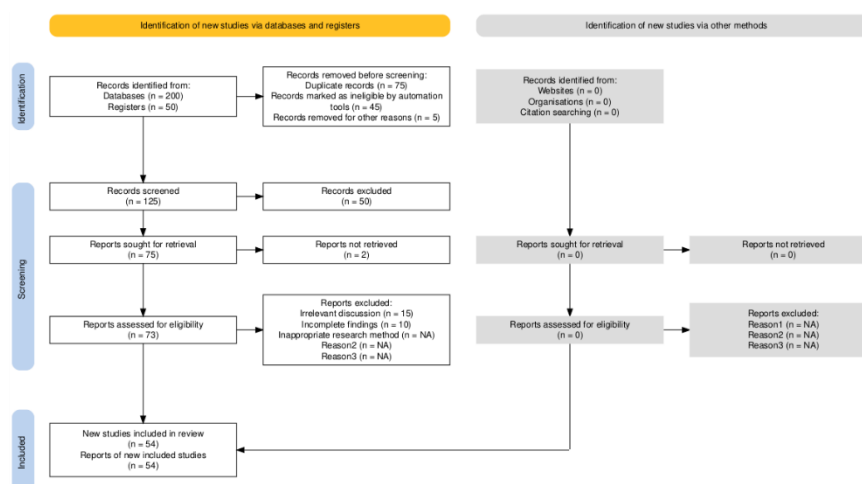 Identification of new studies via databases and registers
Identification of new studies via other methods
Identification
Records identified from:
Databases (n = 200)
Registers (n = 50)
Records removed before screening:
Duplicate records (n = 75)
Records marked as ineligible by automation
tools (n = 45)
Records removed for other reasons (n = 5)
Records identified from:
Websites (n = 0)
Organisations (n = 0)
Citation searching (n = 0)
Screening
Records screened
(n = 125)
Records excluded
(n = 50)
Reports sought for retrieval
(n = 75)
Reports not retrieved
(n = 2)
Reports sought for retrieval
(n = 0)
Reports not retrieved
(n = 0)
Reports assessed for eligibility
(n = 73)
Reports excluded:
Irrelevant discussion (n = 15)
Incomplete findings (n = 10)
Inappropriate research method (n = NA)
Reason2 (n = NA)
Reason3 (n = NA)
Reports assessed for eligibility
(n = 0)
Reports excluded:
Reason1 (n = NA)
Reason2 (n = NA)
Reason3 (n = NA)
Included
New studies included in review
(n = 54)
Reports of new included studies
(n = 54)